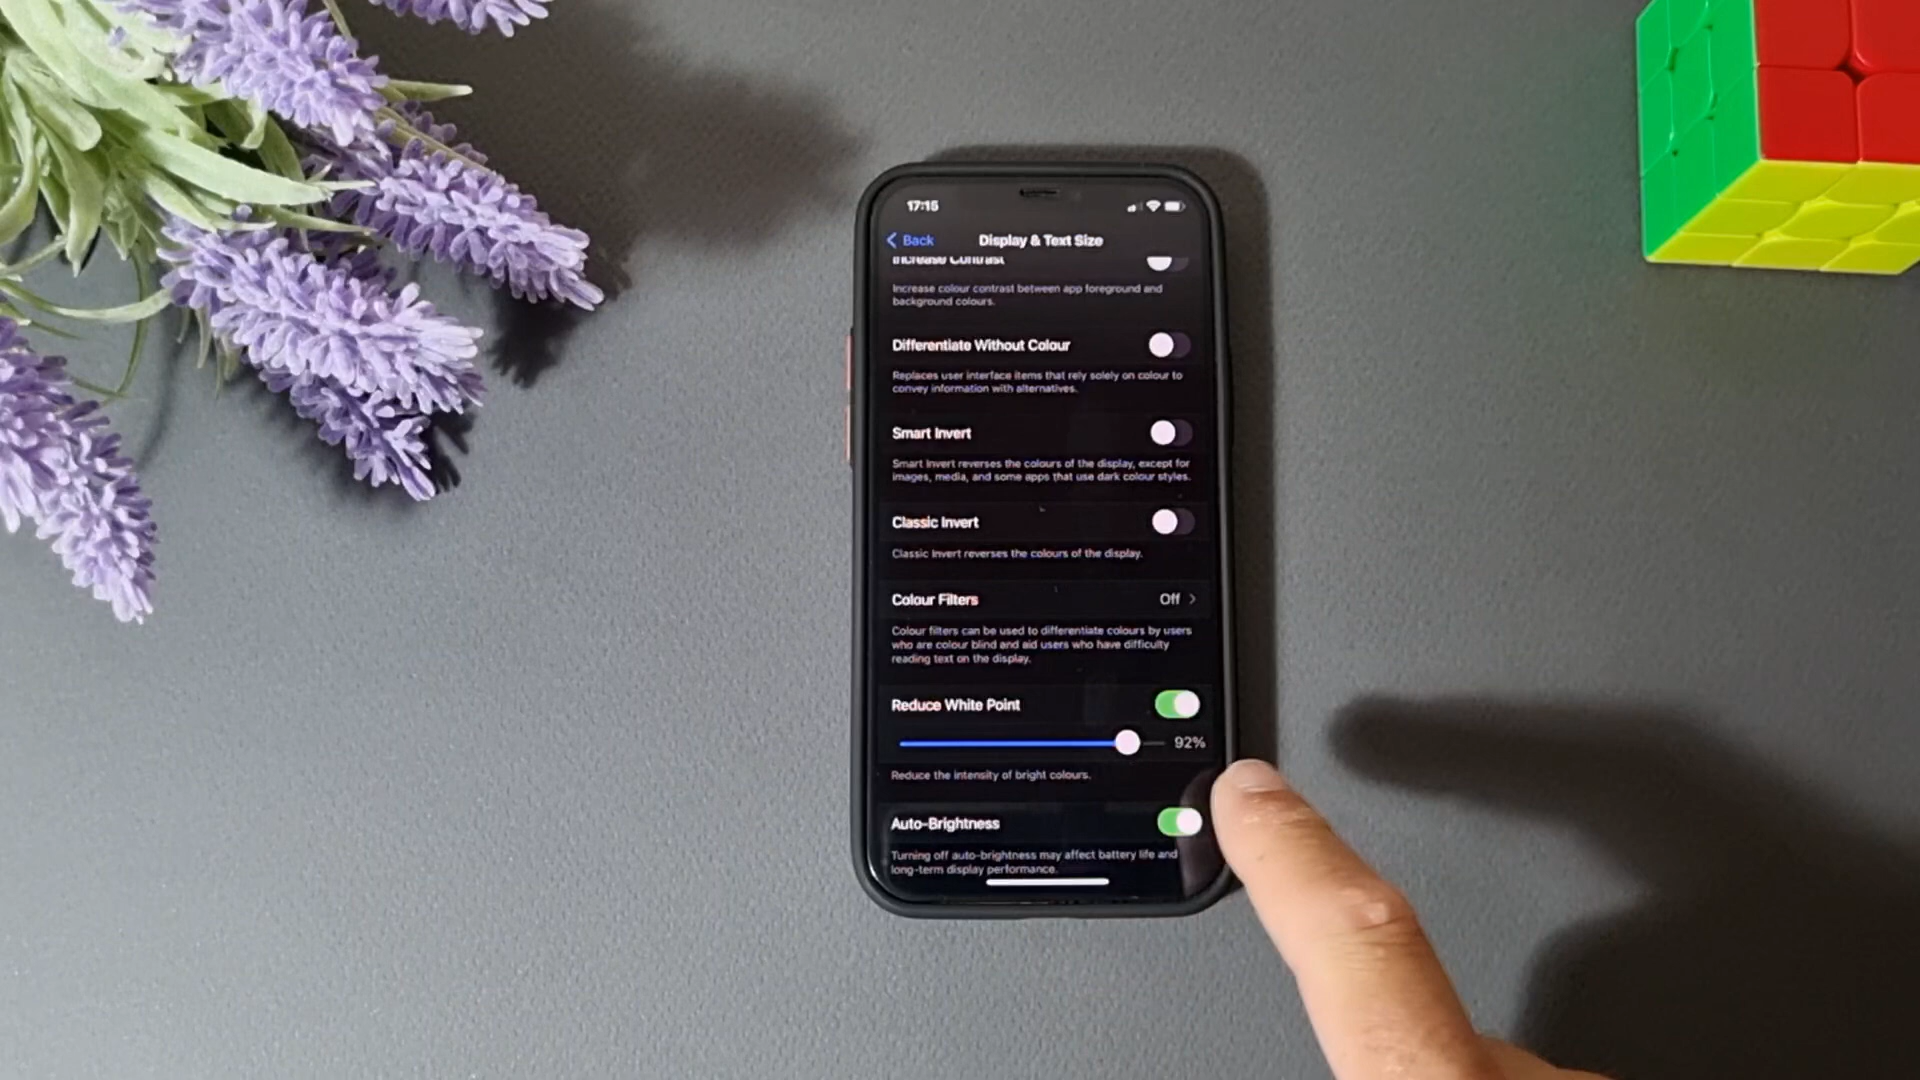 17:15
Back
Display & Text Size
Increase Contrast
Increase colour contrast between app foreground and
background colours.
Differentiate Without Colour
Replaces user interface items that rely solely on colour to
convey information with alternatives.
Smart Invert
Smart Invert reverses the colours of the display, except for
images, media, and some apps that use dark colour styles.
Classic Invert
Classic Invert reverses the colours of the display.
Colour Filters
Off
Colour filters can be used to differentiate colours by users
who are colour blind and aid users who have difficulty
reading text on the display.
Reduce White Point
92%
Reduce the intensity of bright colours.
Auto-Brightness
Turning off auto-brightness may affect battery life and
long-term display performance.